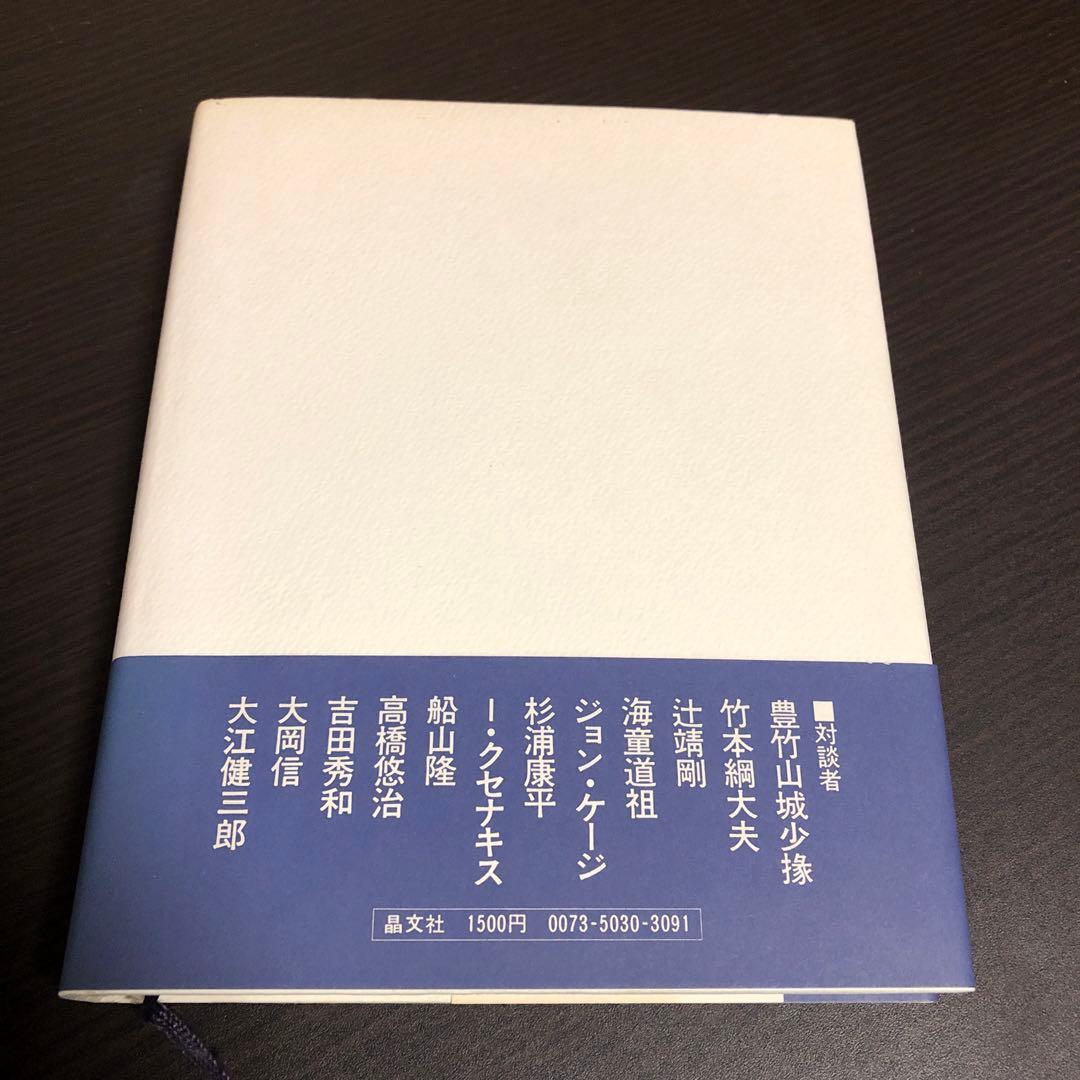 ■対談者
豊竹山城少掾
竹本綱大夫
辻靖剛
海童道祖
ジョン・ケージ
杉浦康平
I・クセナキス
船山隆
高橋悠治
吉田秀和
大岡信
大江健三郎
晶文社 1500円 0073-5030-3091